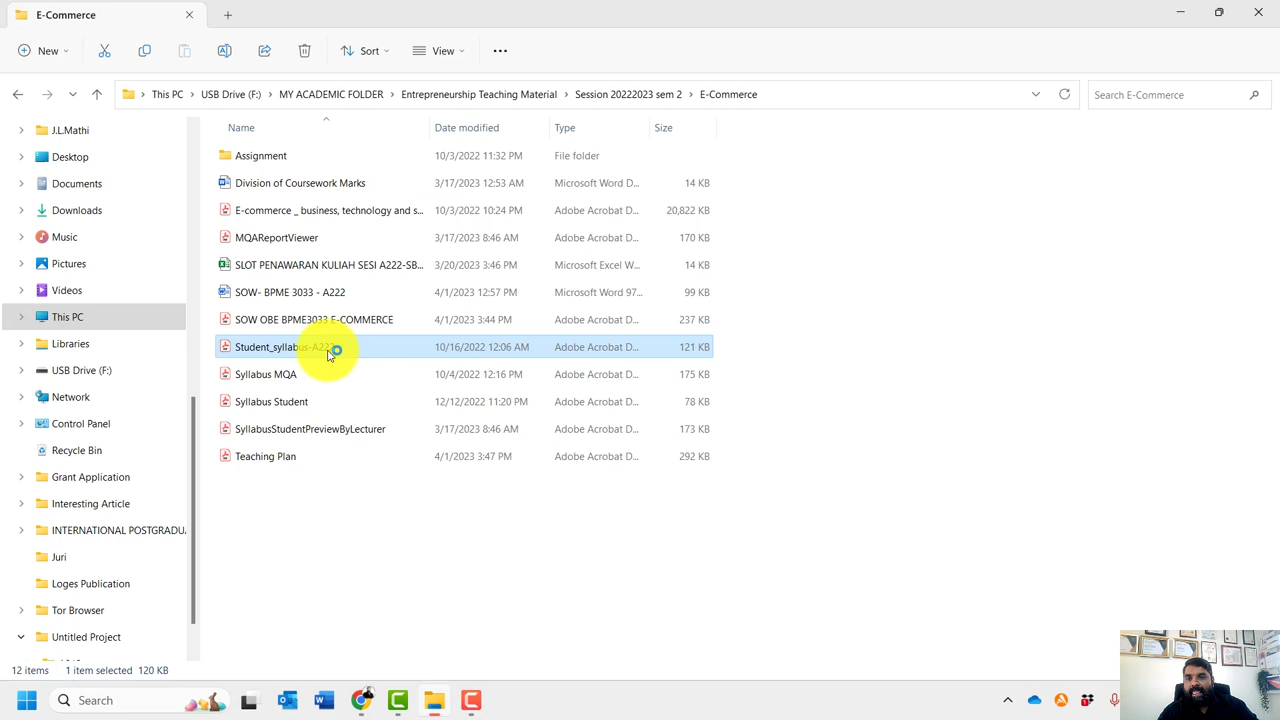 E-Commerce
New
Sort
View
This PC > USB Drive (F:) > MY ACADEMIC FOLDER > Entrepreneurship Teaching Material > Session 20222023 sem 2 > E-Commerce
Search E-Commerce
Name Date modified Type Size
Assignment 10/3/2022 11:32 PM File folder
Division of Coursework Marks 3/17/2023 12:53 AM Microsoft Word D... 14 KB
E-commerce _ business, technology and s... 10/3/2022 10:24 PM Adobe Acrobat D... 20,822 KB
MQAReportViewer 3/17/2023 8:46 AM Adobe Acrobat D... 170 KB
SLOT PENAWARAN KULIAH SESI A222-SB... 3/20/2023 3:46 PM Microsoft Excel W... 14 KB
SOW- BPME 3033 - A222 4/1/2023 12:57 PM Microsoft Word 97... 99 KB
SOW OBE BPME3033 E-COMMERCE 4/1/2023 3:44 PM Adobe Acrobat D... 237 KB
Student_syllabus-A222 10/16/2022 12:06 AM Adobe Acrobat D... 121 KB
Syllabus MQA 10/4/2022 12:16 PM Adobe Acrobat D... 175 KB
Syllabus Student 12/12/2022 11:20 PM Adobe Acrobat D... 78 KB
SyllabusStudentPreviewByLecturer 3/17/2023 8:46 AM Adobe Acrobat D... 173 KB
Teaching Plan 4/1/2023 3:47 PM Adobe Acrobat D... 292 KB
J.L.Mathi
Desktop
Documents
Downloads
Music
Pictures
Videos
This PC
Libraries
USB Drive (F:)
Network
Control Panel
Recycle Bin
Grant Application
Interesting Article
INTERNATIONAL POSTGRADU
Juri
Loges Publication
Tor Browser
Untitled Project
12 items 1 item selected 120 KB
Search